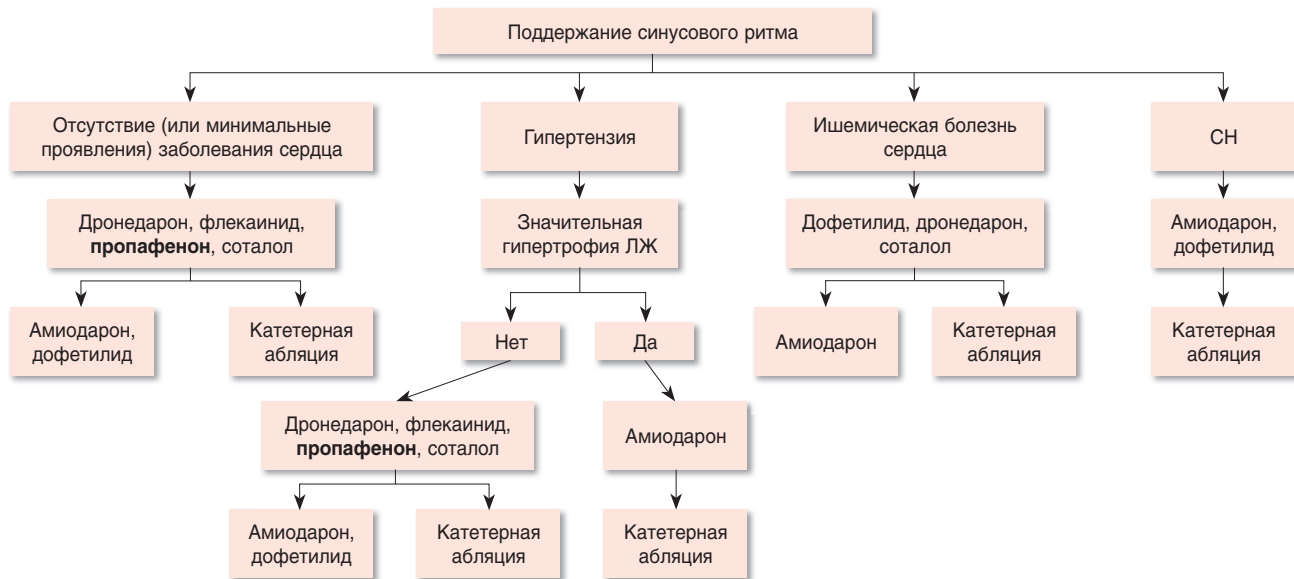 Поддержание синусового ритма
Отсутствие (или минимальные
проявления) заболевания сердца
Гипертензия
Ишемическая болезнь
сердца
СН
Дронедарон, флекаинид,
пропафенон, соталол
Значительная
гипертрофия ЛЖ
Дофетилид, дронедарон,
соталол
Амиодарон,
дофетилид
Амиодарон,
дофетилид
Катетерная
абляция
Нет
Да
Амиодарон
Катетерная
абляция
Катетерная
абляция
Дронедарон, флекаинид,
пропафенон, соталол
Амиодарон
Амиодарон,
дофетилид
Катетерная
абляция
Катетерная
абляция